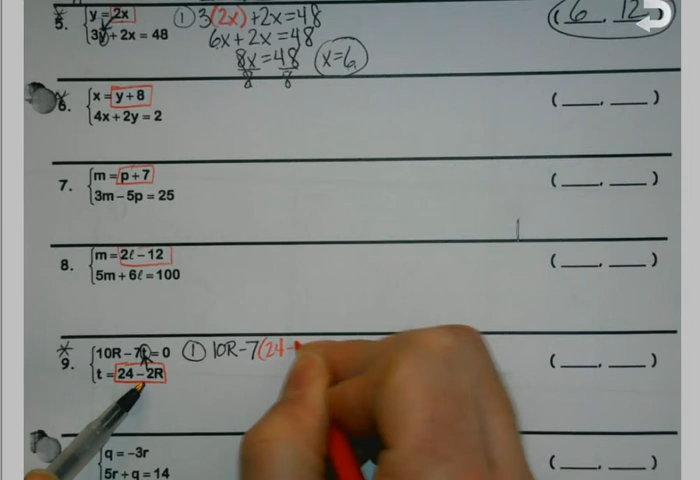 5. { y = 2x ① 3(2x)+2x=48 (6, 12)
3y + 2x = 48 6x+2x=48
8x=48 x=6
8 8
6. { x = y + 8 (___, ___)
4x + 2y = 2
7. { m = p + 7 (___, ___)
3m – 5p = 25
8. { m = 2ℓ – 12 (___, ___)
5m + 6ℓ = 100
9. { 10R – 7t = 0 ① 10R-7(24- (___, ___)
t = 24 – 2R
q = –3r (___, ___)
5r + q = 14